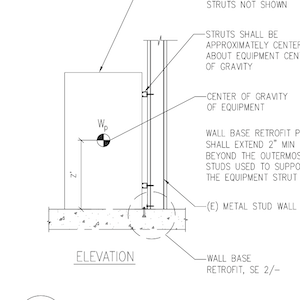 STRUTS NOT SHOWN
STRUTS SHALL BE
APPROXIMATELY CENTER
ABOUT EQUIPMENT CEN
OF GRAVITY
CENTER OF GRAVITY
OF EQUIPMENT
Wp
WALL BASE RETROFIT P
SHALL EXTEND 2" MIN
BEYOND THE OUTERMOS
STUDS USED TO SUPPO
THE EQUIPMENT STRUT
(E) METAL STUD WALL
ELEVATION
WALL BASE
RETROFIT, SE 2/-